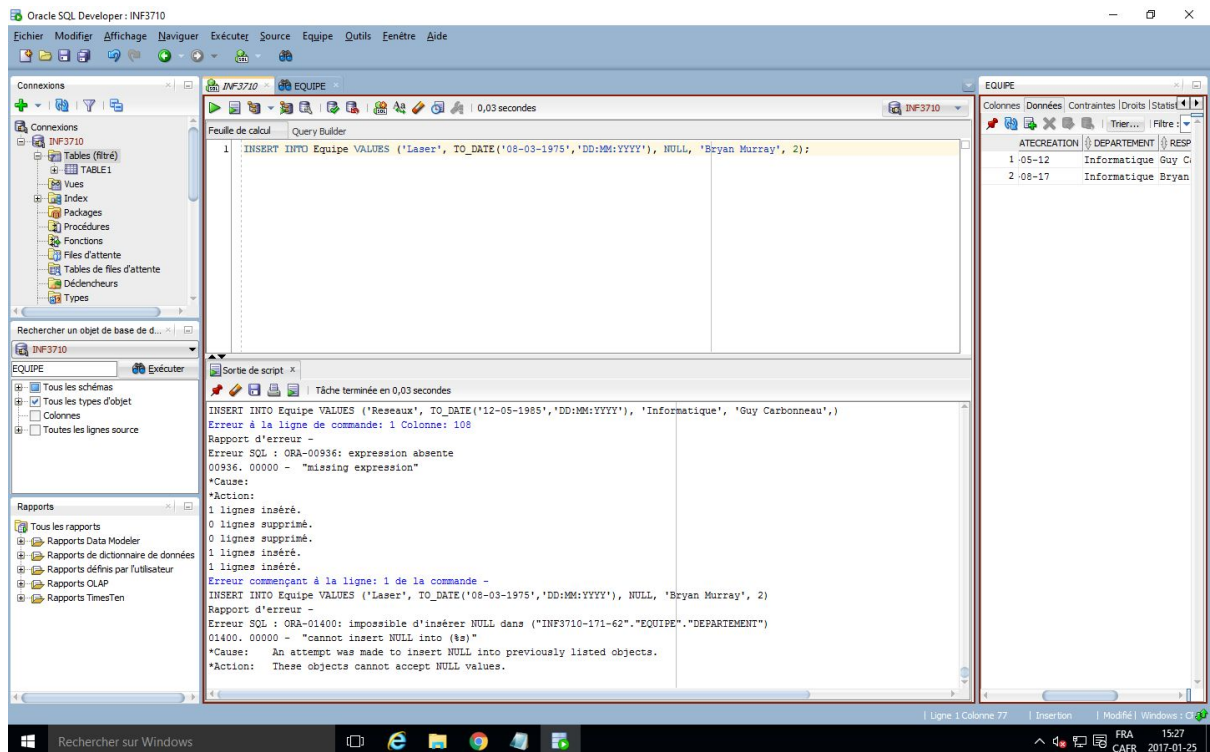 Oracle SQL Developer : INF3710
Fichier Modifier Affichage Naviguer Exécuter Source Equipe Outils Fenêtre Aide
Connexions
Connexions
INF3710
Tables (filtré)
TABLE1
Vues
Index
Packages
Procédures
Fonctions
Files d'attente
Tables de files d'attente
Déclencheurs
Types
Rechercher un objet de base de d...
INF3710
EQUIPE Exécuter
Tous les schémas
Tous les types d'objet
Colonnes
Toutes les lignes source
Rapports
Tous les rapports
Rapports Data Modeler
Rapports de dictionnaire de données
Rapports définis par l'utilisateur
Rapports OLAP
Rapports TimesTen
INF3710 EQUIPE
0,03 secondes INF3710
Feuille de calcul Query Builder
1 INSERT INTO Equipe VALUES ('Laser', TO_DATE('08-03-1975','DD:MM:YYYY'), NULL, 'Bryan Murray', 2);
Sortie de script x
Tâche terminée en 0,03 secondes
INSERT INTO Equipe VALUES ('Reseaux', TO_DATE('12-05-1985','DD:MM:YYYY'), 'Informatique', 'Guy Carbonneau',)
Erreur à la ligne de commande: 1 Colonne: 108
Rapport d'erreur -
Erreur SQL : ORA-00936: expression absente
00936. 00000 - "missing expression"
*Cause:
*Action:
1 lignes inséré.
0 lignes supprimé.
0 lignes supprimé.
1 lignes inséré.
1 lignes inséré.
Erreur commençant à la ligne: 1 de la commande -
INSERT INTO Equipe VALUES ('Laser', TO_DATE('08-03-1975','DD:MM:YYYY'), NULL, 'Bryan Murray', 2)
Rapport d'erreur -
Erreur SQL : ORA-01400: impossible d'insérer NULL dans ("INF3710-171-62"."EQUIPE"."DEPARTEMENT")
01400. 00000 - "cannot insert NULL into (%s)"
*Cause: An attempt was made to insert NULL into previously listed objects.
*Action: These objects cannot accept NULL values.
EQUIPE
Colonnes Données Contraintes Droits Statist
Trier... Filtre :
ATECREATION DEPARTEMENT RESP
1 -05-12 Informatique Guy C
2 -08-17 Informatique Bryan
Ligne 1 Colonne 77 Insertion Modifié Windows :
Rechercher sur Windows
FRA 15:27
CAFR 2017-01-25